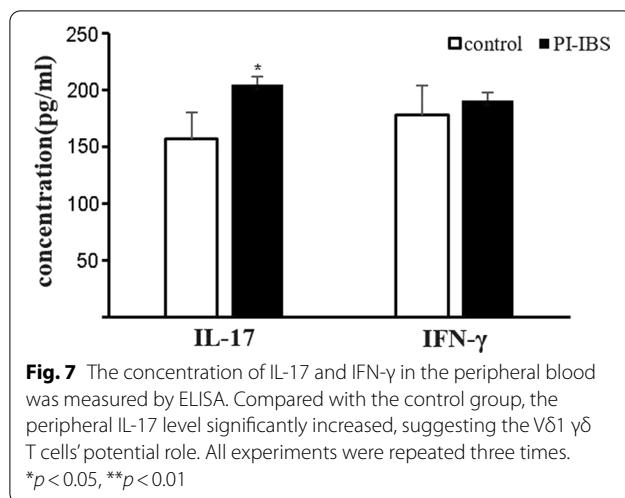 250
200
150
100
50
concentration(pg/ml)
control PI-IBS
*
IL-17 IFN-γ
Fig. 7 The concentration of IL-17 and IFN-γ in the peripheral blood
was measured by ELISA. Compared with the control group, the
peripheral IL-17 level significantly increased, suggesting the Vδ1 γδ
T cells’ potential role. All experiments were repeated three times.
*p < 0.05, **p < 0.01